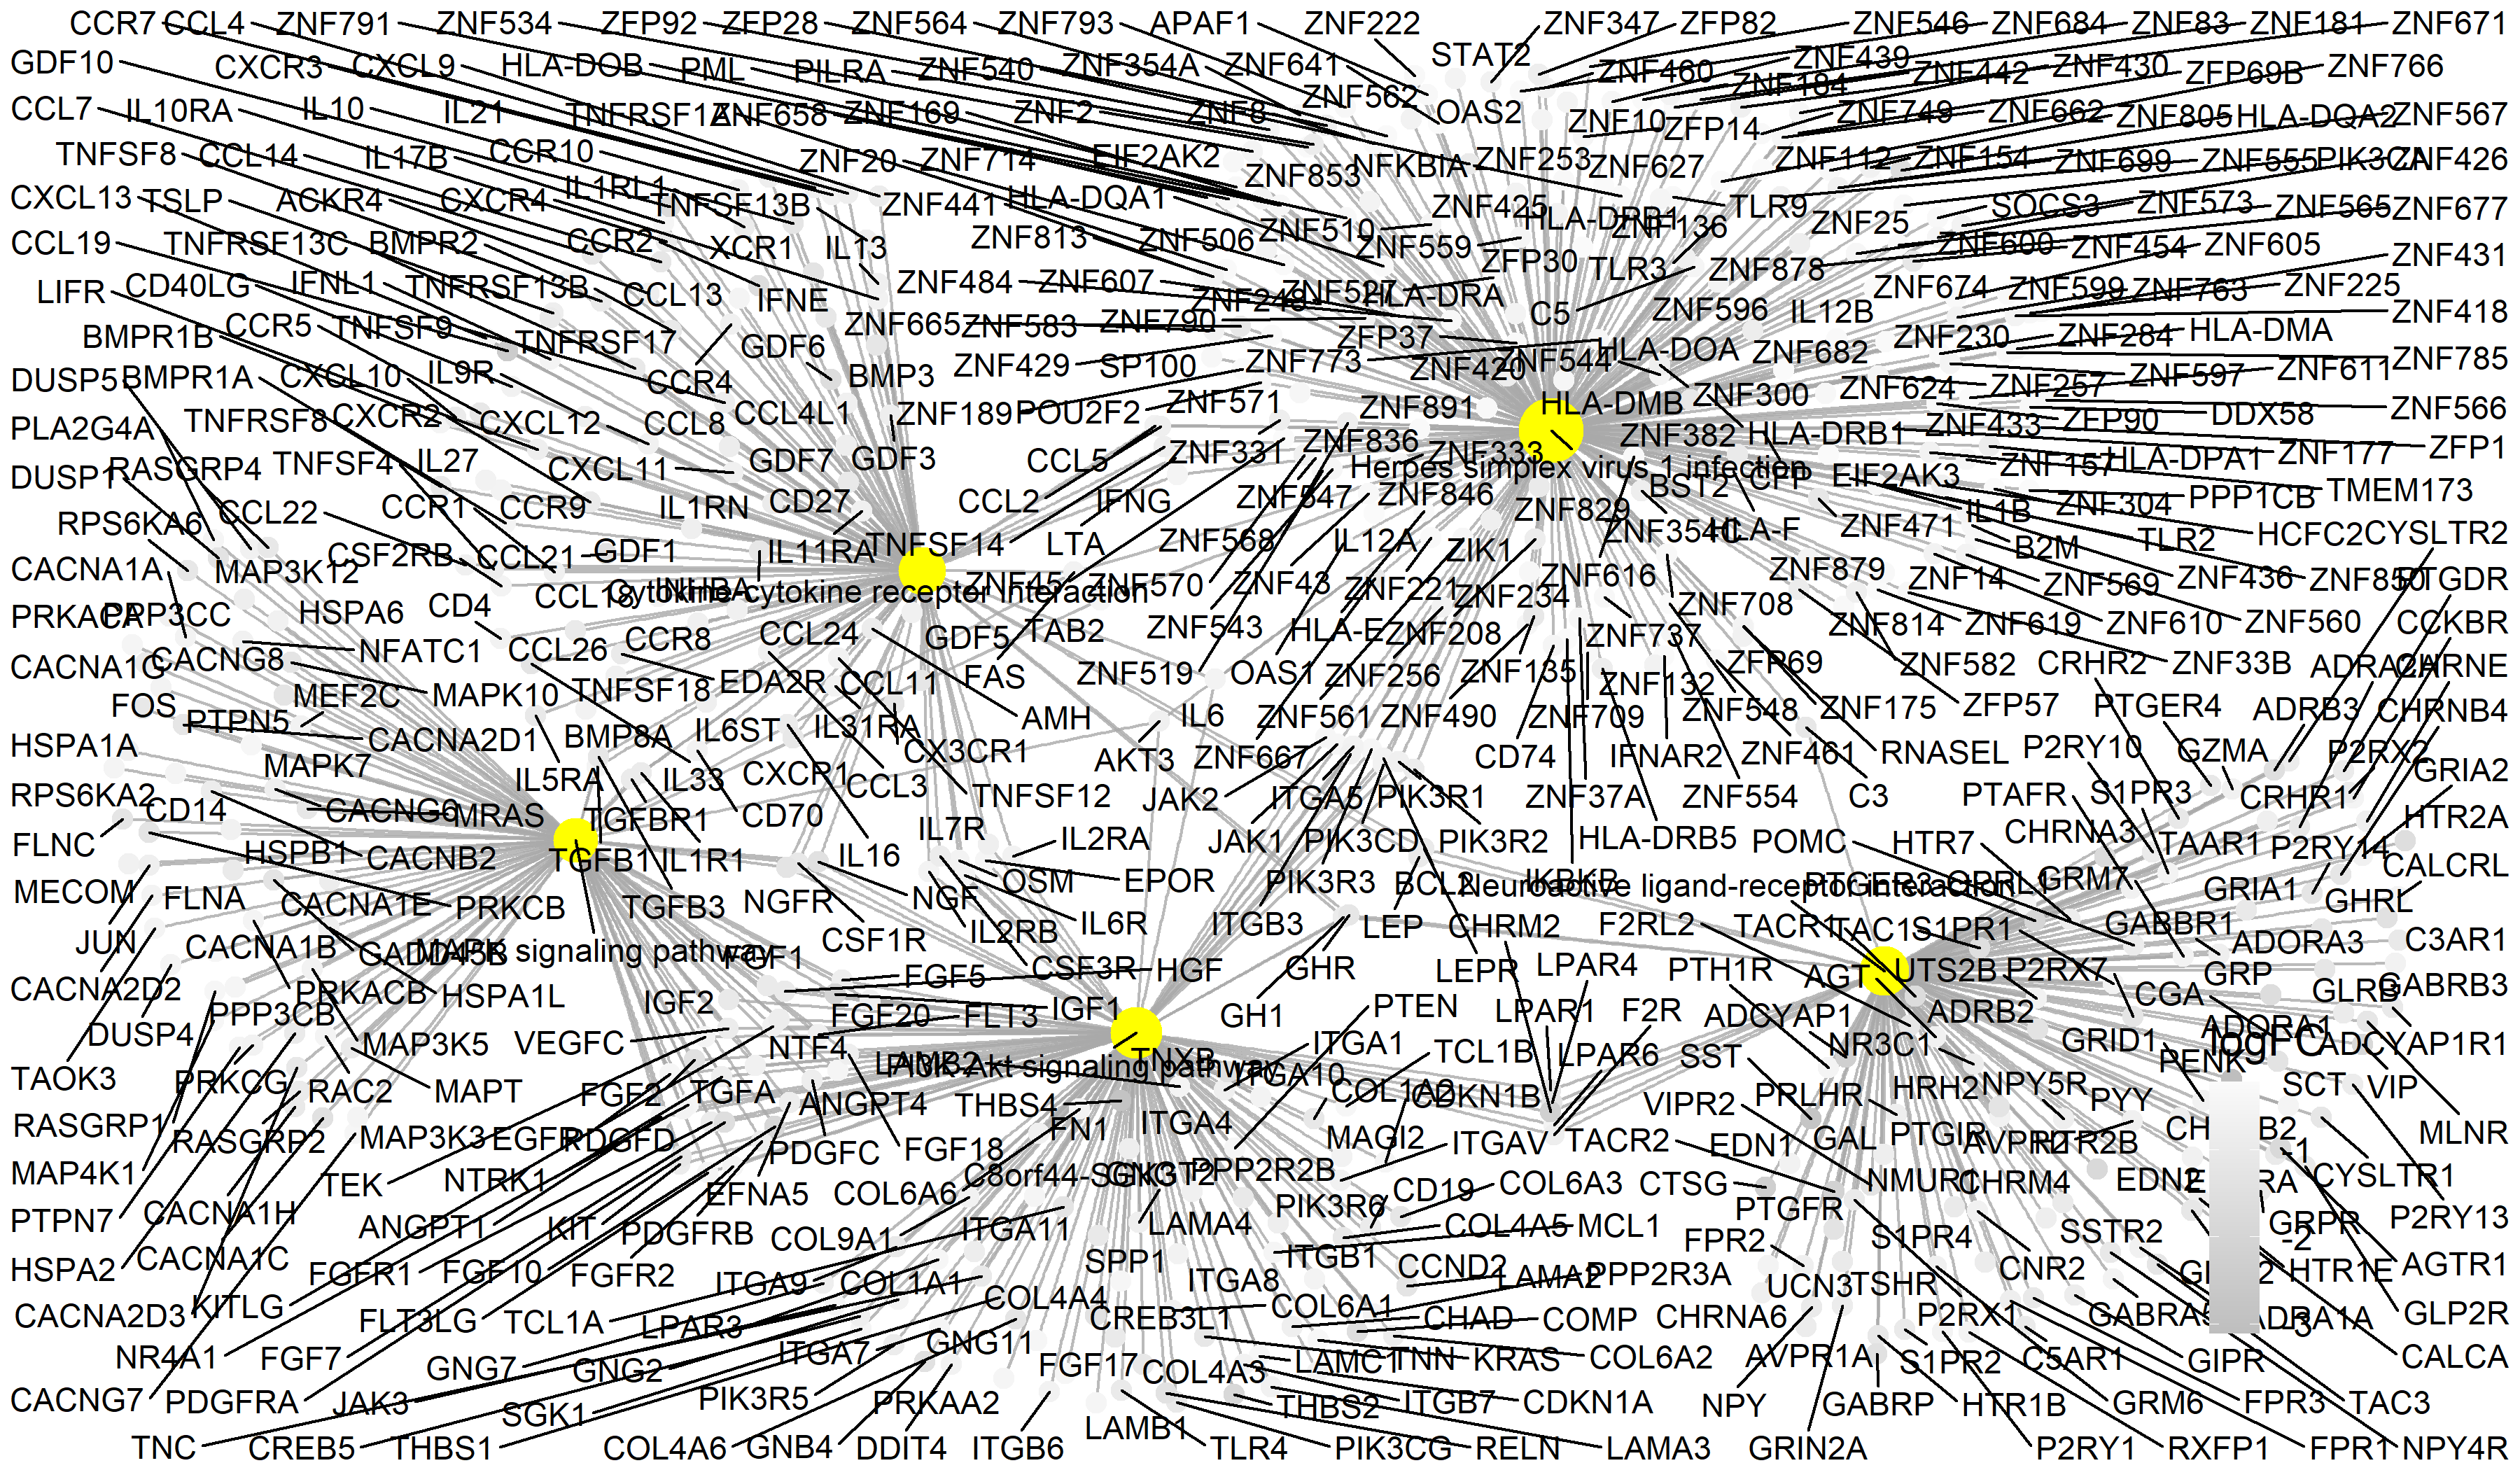 CCR7 CCL4 ZNF791 ZNF534 ZFP92 ZFP28 ZNF564 ZNF793 APAF1 ZNF222 ZNF347 ZFP82 ZNF546 ZNF684 ZNF83 ZNF181 ZNF671
GDF10 CXCR3 CXCL9 HLA-DOB PML PILRA ZNF540 ZNF354A ZNF641 STAT2 ZNF460 ZNF439 ZNF184 ZNF442 ZNF430 ZFP69B ZNF766
CCL7 IL10RA IL10 IL21 TNFRSF1A ZNF658 ZNF169 ZNF2 ZNF8 ZNF562 OAS2 ZNF10 ZFP14 ZNF749 ZNF662 ZNF805 HLA-DQA2 ZNF567
TNFSF8 CCL14 IL17B CCR10 ZNF20 ZNF714 EIF2AK2 ZNF853 NFKBIA ZNF253 ZNF627 ZNF112 ZNF154 ZNF699 ZNF555 PIK3CA ZNF426
CXCL13 TSLP ACKR4 CXCR4 IL1RL1 TNFSF13B ZNF441 HLA-DQA1 ZNF425 HLA-DPB1 ZNF136 TLR9 ZNF25 SOCS3 ZNF573 ZNF565 ZNF677
CCL19 TNFRSF13C BMPR2 CCR2 XCR1 IL13 ZNF813 ZNF506 ZNF510 ZNF559 ZFP30 TLR3 ZNF878 ZNF600 ZNF454 ZNF605 ZNF431
LIFR CD40LG IFNL1 TNFRSF13B CCL13 IFNE ZNF484 ZNF607 ZNF248 ZNF527 HLA-DRA C5 ZNF596 IL12B ZNF674 ZNF599 ZNF763 ZNF225
BMPR1B CCR5 TNFSF9 TNFRSF17 GDF6 ZNF665 ZNF583 ZNF790 ZFP37 ZNF230 ZNF284 HLA-DMA ZNF418
DUSP5 BMPR1A CXCL10 IL9R CCR4 BMP3 ZNF429 SP100 ZNF773 ZNF420 ZNF544 HLA-DOA ZNF682 ZNF624 ZNF257 ZNF597 ZNF611 ZNF785
PLA2G4A TNFRSF8 CXCR2 CXCL12 CCL8 CCL4L1 ZNF189 POU2F2 ZNF571 ZNF891 HLA-DMB ZNF300 ZNF433 ZFP90 DDX58 ZNF566
DUSP1 RASGRP4 TNFSF4 IL27 CXCL11 GDF7 GDF3 CCL5 ZNF331 ZNF836 ZNF333 ZNF382 HLA-DRB1 ZNF157 HLA-DPA1 ZNF177 ZFP1
Herpes simplex virus 1 infection
RPS6KA6 CCL22 CCR1 CCR9 IL1RN CD27 CCL2 IFNG ZNF547 ZNF846 ZNF829 BST2 CFP EIF2AK3 IL1B ZNF304 PPP1CB TMEM173
CACNA1A MAP3K12 CSF2RB CCL21 GDF1 IL11RA TNFSF14 LTA ZNF568 IL12A ZIK1 ZNF354C HLA-F ZNF471 B2M TLR2 HCFC2 CYSLTR2
PRKACA PPP3CC HSPA6 CD4 CCL18 INHBA ZNF45 ZNF570 ZNF43 ZNF221 ZNF234 ZNF616 ZNF879 ZNF14 ZNF569 ZNF436 ZNF850 PTGDR
Cytokine-cytokine receptor interaction
CACNA1G CACNG8 NFATC1 CCL26 CCR8 CCL24 GDF5 TAB2 ZNF543 HLA-E ZNF208 ZNF737 ZNF708 ZNF814 ZNF619 ZNF610 ZNF560 CCKBR
FOS MEF2C MAPK10 TNFSF18 EDA2R CCL11 FAS ZNF519 OAS1 ZNF256 ZNF135 ZNF132 ZFP69 ZNF582 CRHR2 ZNF33B ADRA2A CHRNE
HSPA1A PTPN5 CACNA2D1 BMP8A IL6ST IL31RA CX3CR1 AMH IL6 ZNF561 ZNF490 ZNF709 ZNF548 ZNF175 ZFP57 PTGER4 ADRB3 CHRNB4
RPS6KA2 MAPK7 IL5RA IL33 CXCR1 CCL3 TNFSF12 AKT3 ZNF667 CD74 IFNAR2 ZNF461 RNASEL P2RY10 GZMA P2RX2 GRIA2
FLNC CD14 CACNG6 MRAS TGFBR1 CD70 IL7R IL2RA JAK2 ITGA5 PIK3R1 ZNF37A ZNF554 C3 PTAFR S1PR3 CRHR1 HTR2A
MECOM HSPB1 CACNB2 TGFB1 IL1R1 IL16 OSM EPOR JAK1 PIK3CD PIK3R2 HLA-DRB5 POMC HTR7 CHRNA3 TAAR1 P2RY14 CALCRL
JUN FLNA CACNA1E PRKCB TGFB3 NGFR NGF IL2RB IL6R PIK3R3 BCL2 IKBKB PTGER3 OPRL1 GRM7 GRIA1 GHRL
Neuroactive ligand-receptor interaction
CACNA2D2 CACNA1B GADD45B FGF1 CSF1R CSF3R HGF ITGB3 LEP CHRM2 F2RL2 TACR1 TAC1 S1PR1 GABBR1 ADORA3 C3AR1
MAPK signaling pathway
DUSP4 PPP3CB PRKACB HSPA1L IGF2 FGF5 IGF1 GHR LEPR LPAR4 PTH1R AGT UTS2B P2RX7 CGA GRP GLRB GABRB3
TAOK3 PRKCG MAP3K5 VEGFC NTF4 FGF20 FLT3 GH1 PTEN LPAR1 F2R ADCYAP1 ADRB2 GRID1 ADORA1 ADCYAP1R1
logFC
RASGRP1 RAC2 MAPT FGF2 TGFA LAMB2 TNXB ITGA1 TCL1B LPAR6 SST NR3C1 PENK SCT VIP
PI3K-Akt signaling pathway
MAP4K1 RASGRP2 MAP3K3 EGFR PDGFD ANGPT4 THBS4 ITGA10 COL1A2 CDKN1B VIPR2 PRLHR HRH2 NPY5R PYY MLNR
PTPN7 TEK NTRK1 PDGFC FGF18 FN1 ITGA4 MAGI2 ITGAV TACR2 EDN1 GAL PTGIR AVPR2 HTR2B CYSLTR1
-1
HSPA2 CACNA1H ANGPT1 KIT EFNA5 COL6A6 C8orf44-SGK3 GNGT2 PPP2R2B CD19 COL6A3 CTSG NMUR1 CHRM4 EDN2 P2RY13
CACNA2D3 CACNA1C FGFR1 FGF10 FGFR2 PDGFRB COL9A1 ITGA11 LAMA4 PIK3R6 COL4A5 MCL1 PTGFR S1PR4 SSTR2 GRPR AGTR1
-2
NR4A1 KITLG FLT3LG TCL1A ITGA9 COL1A1 SPP1 ITGA8 ITGB1 CCND2 LAMA2 PPP2R3A FPR2 UCN3 TSHR CNR2 HTR1E GLP2R
CACNG7 FGF7 GNG7 LPAR3 COL4A4 CREB3L1 COL6A1 CHAD COMP CHRNA6 P2RX1 GABRA5 ADRA1A CALCA
-3
PDGFRA JAK3 GNG2 ITGA7 GNG11 FGF17 COL4A3 LAMC1 TNN KRAS COL6A2 AVPR1A S1PR2 C5AR1 GIPR TAC3
TNC CREB5 THBS1 SGK1 PIK3R5 PRKAA2 LAMB1 THBS2 ITGB7 CDKN1A NPY GABRP HTR1B GRM6 FPR3
COL4A6 GNB4 DDIT4 ITGB6 TLR4 PIK3CG RELN LAMA3 GRIN2A P2RY1 RXFP1 FPR1 NPY4R